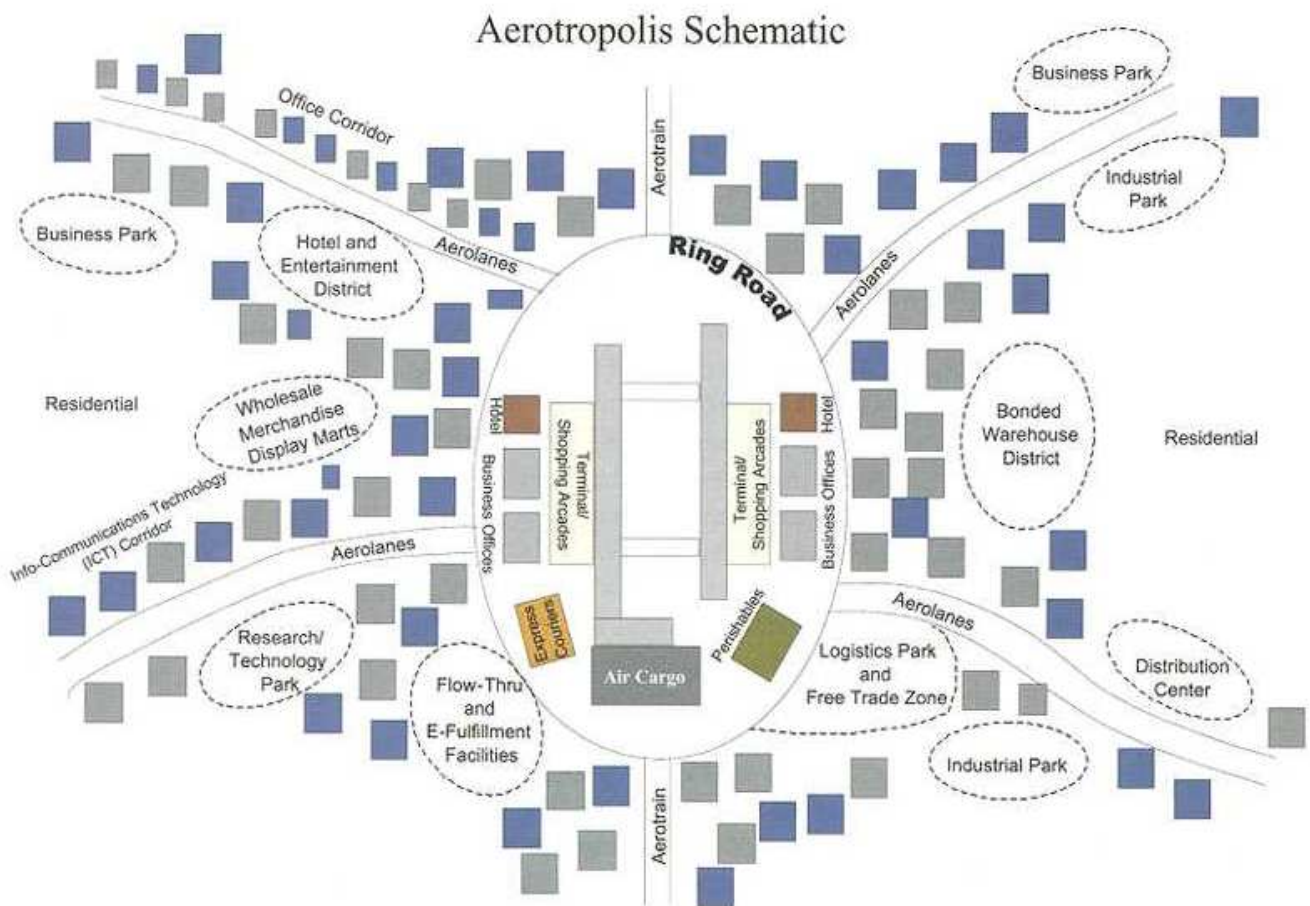 Aerotropolis Schematic
Business Park
Office Corridor
Aerotrain
Industrial
Park
Business Park
Hotel and
Entertainment
District
Aerolanes
Ring Road
Aerolanes
Residential
Wholesale
Merchandise
Display Marts
Hotel
Terminal/
Shopping Arcades
Business Offices
Terminal/
Shopping Arcades
Hotel
Business Offices
Bonded
Warehouse
District
Residential
Info-Communications Technology
(ICT) Corridor
Aerolanes
Express
Couriers
Perishables
Aerolanes
Research/
Technology
Park
Flow-Thru
and
E-Fulfillment
Facilities
Air Cargo
Logistics Park
and
Free Trade Zone
Distribution
Center
Industrial Park
Aerotrain